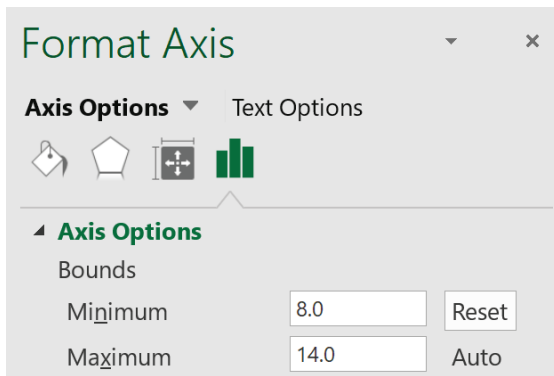 Format Axis
Axis Options Text Options
Axis Options
Bounds
Minimum 8.0 Reset
Maximum 14.0 Auto